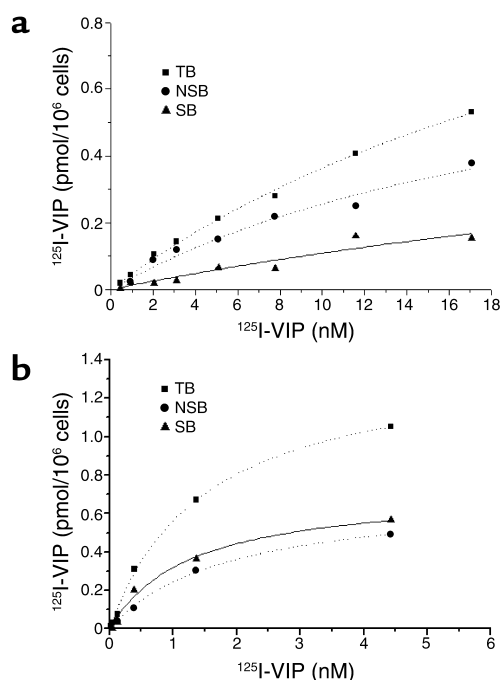 a
¹²⁵I-VIP (pmol/10⁶ cells)
0.8
0.6
0.4
0.2
0
TB
NSB
SB
0 2 4 6 8 10 12 14 16 18
¹²⁵I-VIP (nM)
b
¹²⁵I-VIP (pmol/10⁶ cells)
1.4
1.2
1.0
0.8
0.6
0.4
0.2
0
TB
NSB
SB
0 1 2 3 4 5 6
¹²⁵I-VIP (nM)